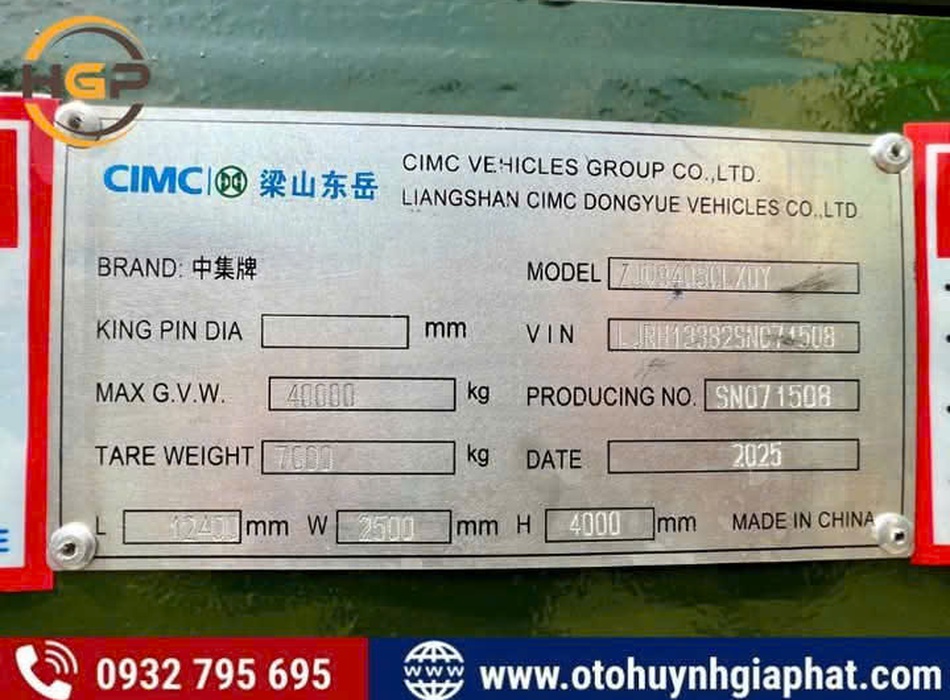 HGP
CIMC 梁山东岳
CIMC VEHICLES GROUP CO.,LTD.
LIANGSHAN CIMC DONGYUE VEHICLES CO.,LTD
BRAND: 中集牌
MODEL
KING PIN DIA mm
VIN
MAX G.V.W. 40000 kg
PRODUCING NO. SN071508
TARE WEIGHT kg
DATE 2025
L 12400 mm W 2500 mm H 4000 mm MADE IN CHINA
0932 795 695
www.otohuynhgiaphat.com